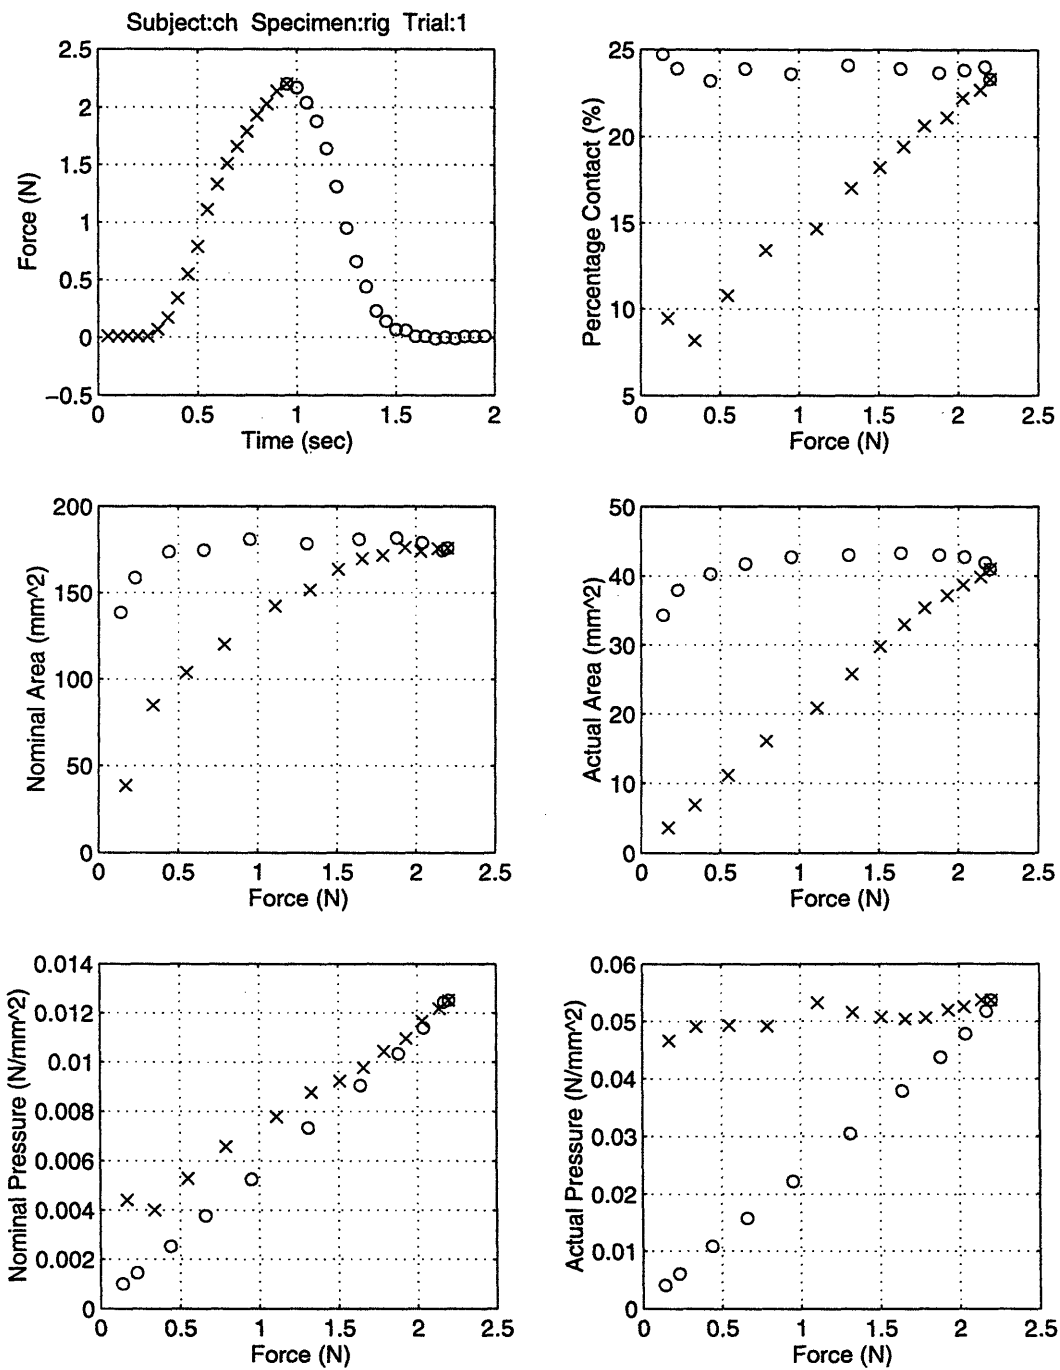 Subject:ch Specimen:rig Trial:1
2.5
2
1.5
1
0.5
0
−0.5
Force (N)
0 0.5 1 1.5 2
Time (sec)
25
20
15
10
5
Percentage Contact (%)
0 0.5 1 1.5 2 2.5
Force (N)
200
150
100
50
0
Nominal Area (mm^2)
0 0.5 1 1.5 2 2.5
Force (N)
50
40
30
20
10
0
Actual Area (mm^2)
0 0.5 1 1.5 2 2.5
Force (N)
0.014
0.012
0.01
0.008
0.006
0.004
0.002
0
Nominal Pressure (N/mm^2)
0 0.5 1 1.5 2 2.5
Force (N)
0.06
0.05
0.04
0.03
0.02
0.01
0
Actual Pressure (N/mm^2)
0 0.5 1 1.5 2 2.5
Force (N)